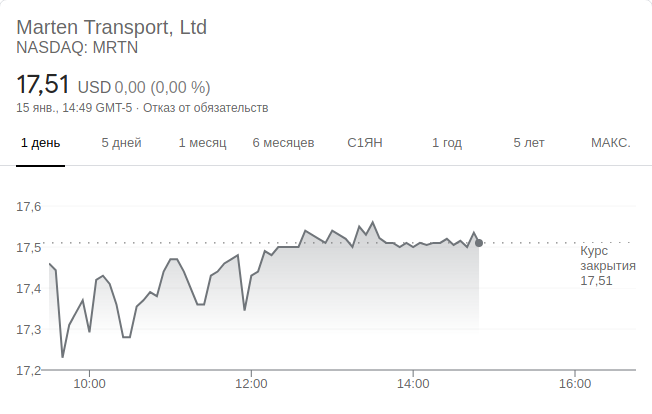 Marten Transport, Ltd
NASDAQ: MRTN
17,51 USD 0,00 (0,00 %)
15 янв., 14:49 GMT-5 · Отказ от обязательств
1 день 5 дней 1 месяц 6 месяцев С1ЯН 1 год 5 лет МАКС.
17,6
17,5
Курс
закрытия
17,51
17,4
17,3
17,2
10:00 12:00 14:00 16:00